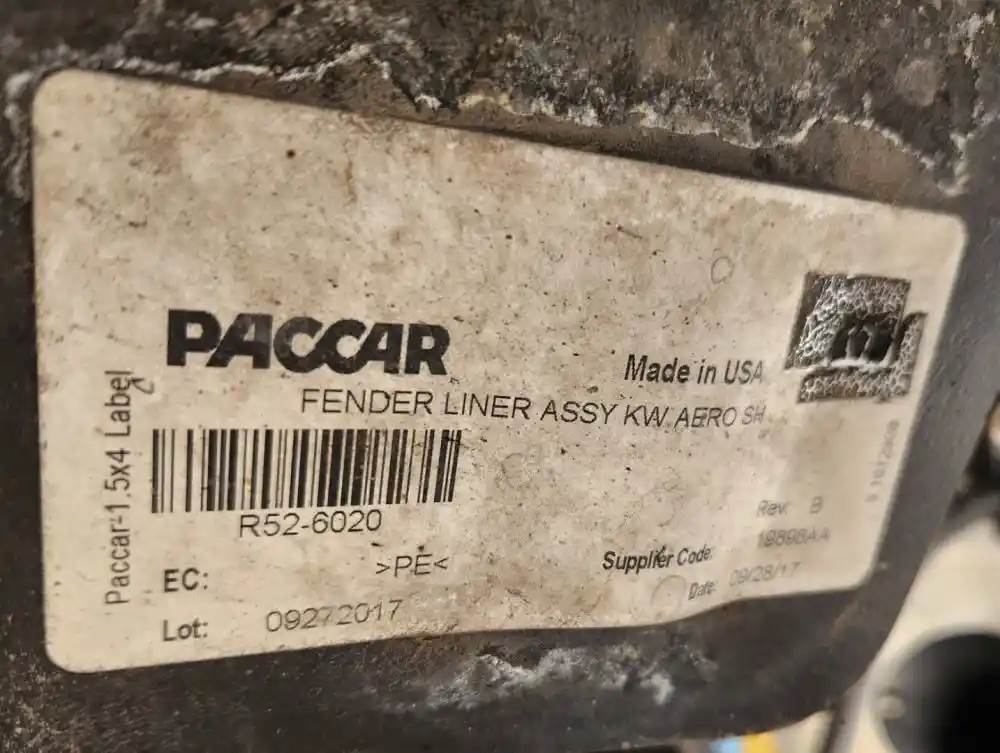 PACCAR
Made in USA
FENDER LINER ASSY KW AERO SH
Paccar-1.5x4 Label
R52-6020
Rev: B
EC:
>PE<
Supplier Code: 19898AA
Lot: 09272017
Date: 09/28/17